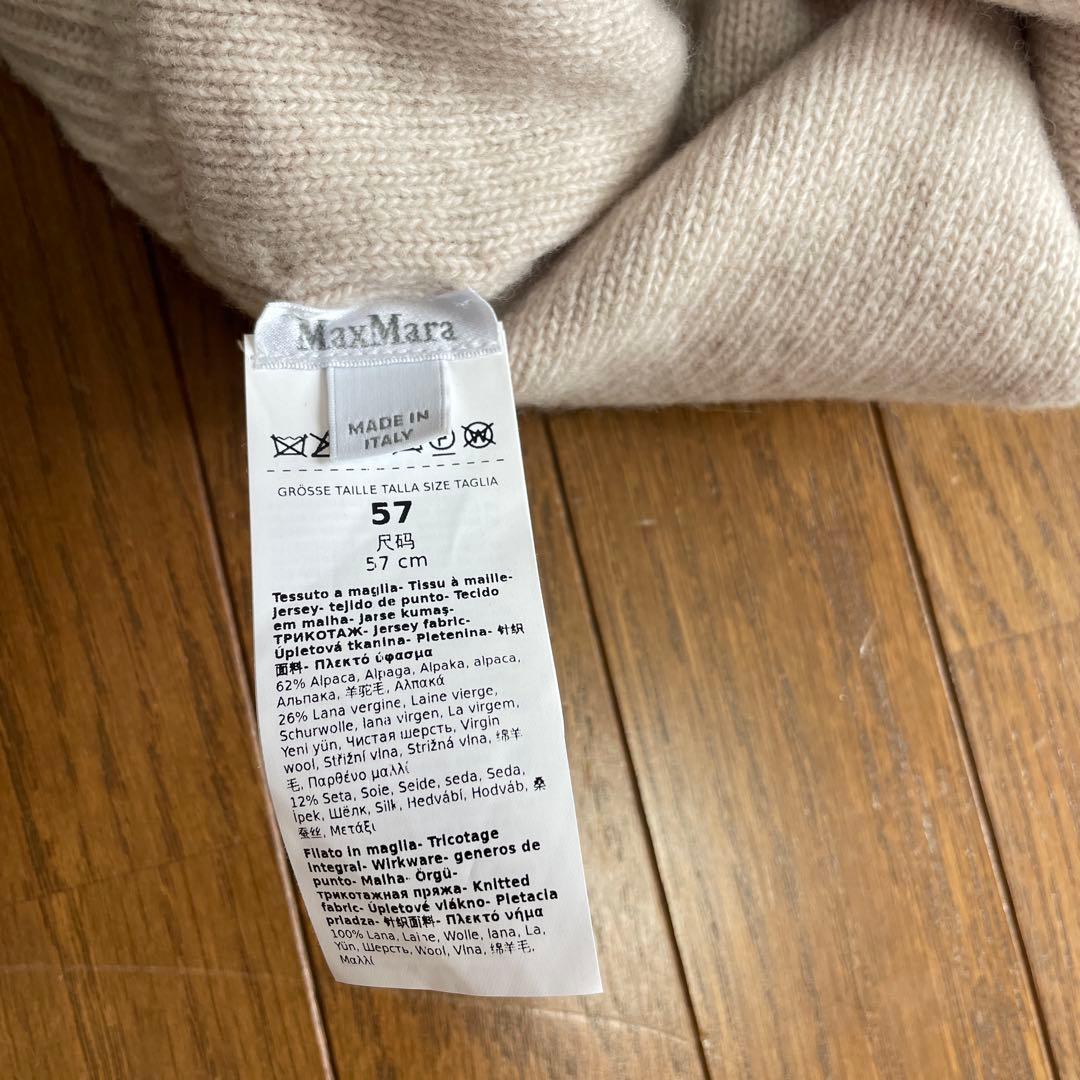 MaxMara
MADE IN
ITALY
GRÖSSE TAILLE TALLA SIZE TAGLIA
57
尺码
57 cm
Tessuto a maglia- Tissu à maille-
jersey- tejido de punto- Tecido
em malha- jarse kumaş-
ТРИКОТАЖ- jersey fabric-
Úpletová tkanina- Pletenina- 针织
面料- Πλεκτό ύφασμα
62% Alpaca, Alpaga, Alpaka, alpaca,
Альпака, 羊驼毛, Αλπακά
26% Lana vergine, Laine vierge,
Schurwolle, lana virgen, La virgem,
Yeni yün, Чистая шерсть, Virgin
wool, Střižní vlna, Strižná vlna, 绵羊
毛, Παρθένο μαλλί
12% Seta, Soie, Seide, seda, Seda,
Ipek, Шёлк, Silk, Hedvábí, Hodváb, 桑
蚕丝, Μετάξι
Filato in maglia- Tricotage
integral- Wirkware- generos de
punto- Malha- Örgü-
трикотажная пряжа- Knitted
fabric- Úpletové vlákno- Pletacia
priadza- 针织面料- Πλεκτό νήμα
100% Lana, Laine, Wolle, lana, La,
Yün, Шерсть, Wool, Vlna, 绵羊毛,
Μαλλί